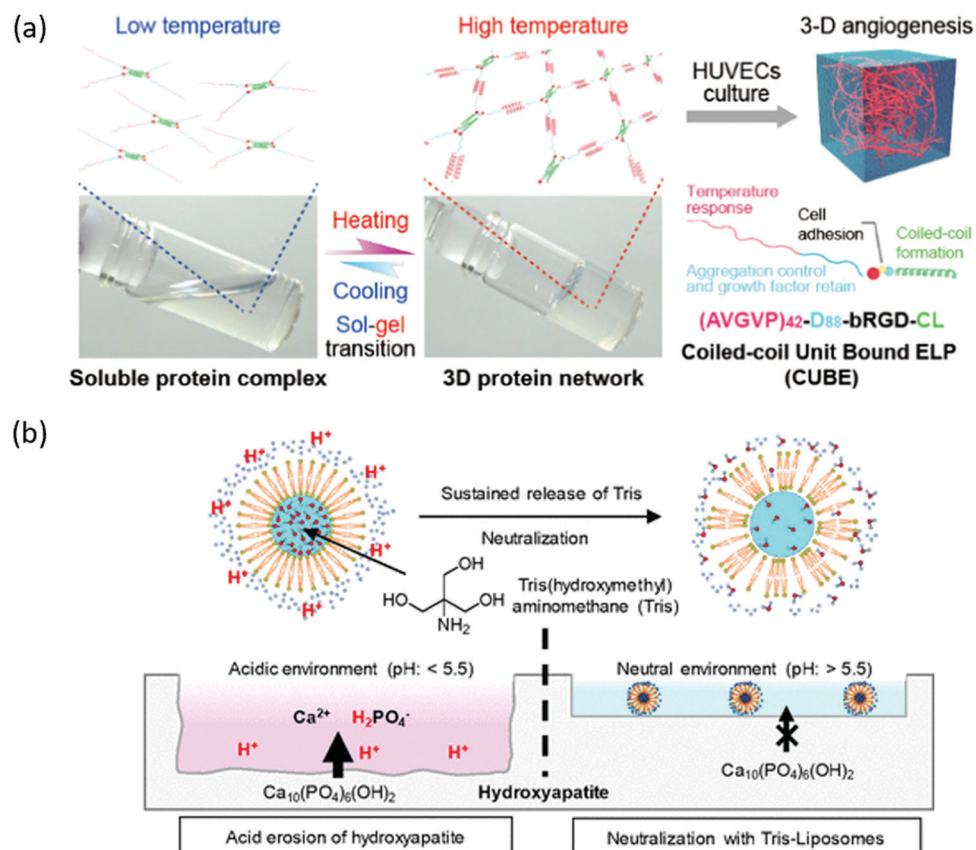 (a)
Low temperature
High temperature
3-D angiogenesis
HUVECs
culture
Heating
Cooling
Sol-gel
transition
Temperature
response
Cell
adhesion
Coiled-coil
formation
Aggregation control
and growth factor retain
(AVGVP)42-D88-bRGD-CL
Coiled-coil Unit Bound ELP
(CUBE)
Soluble protein complex
3D protein network
(b)
H+
H+
H+
H+
H+
H+
H+
H+
Sustained release of Tris
Neutralization
OH
HO
OH
NH2
Tris(hydroxymethyl)
aminomethane (Tris)
Acidic environment (pH: < 5.5)
Neutral environment (pH: > 5.5)
Ca2+ H2PO4-
H+ H+ H+
Ca10(PO4)6(OH)2
Hydroxyapatite
Ca10(PO4)6(OH)2
Acid erosion of hydroxyapatite
Neutralization with Tris-Liposomes